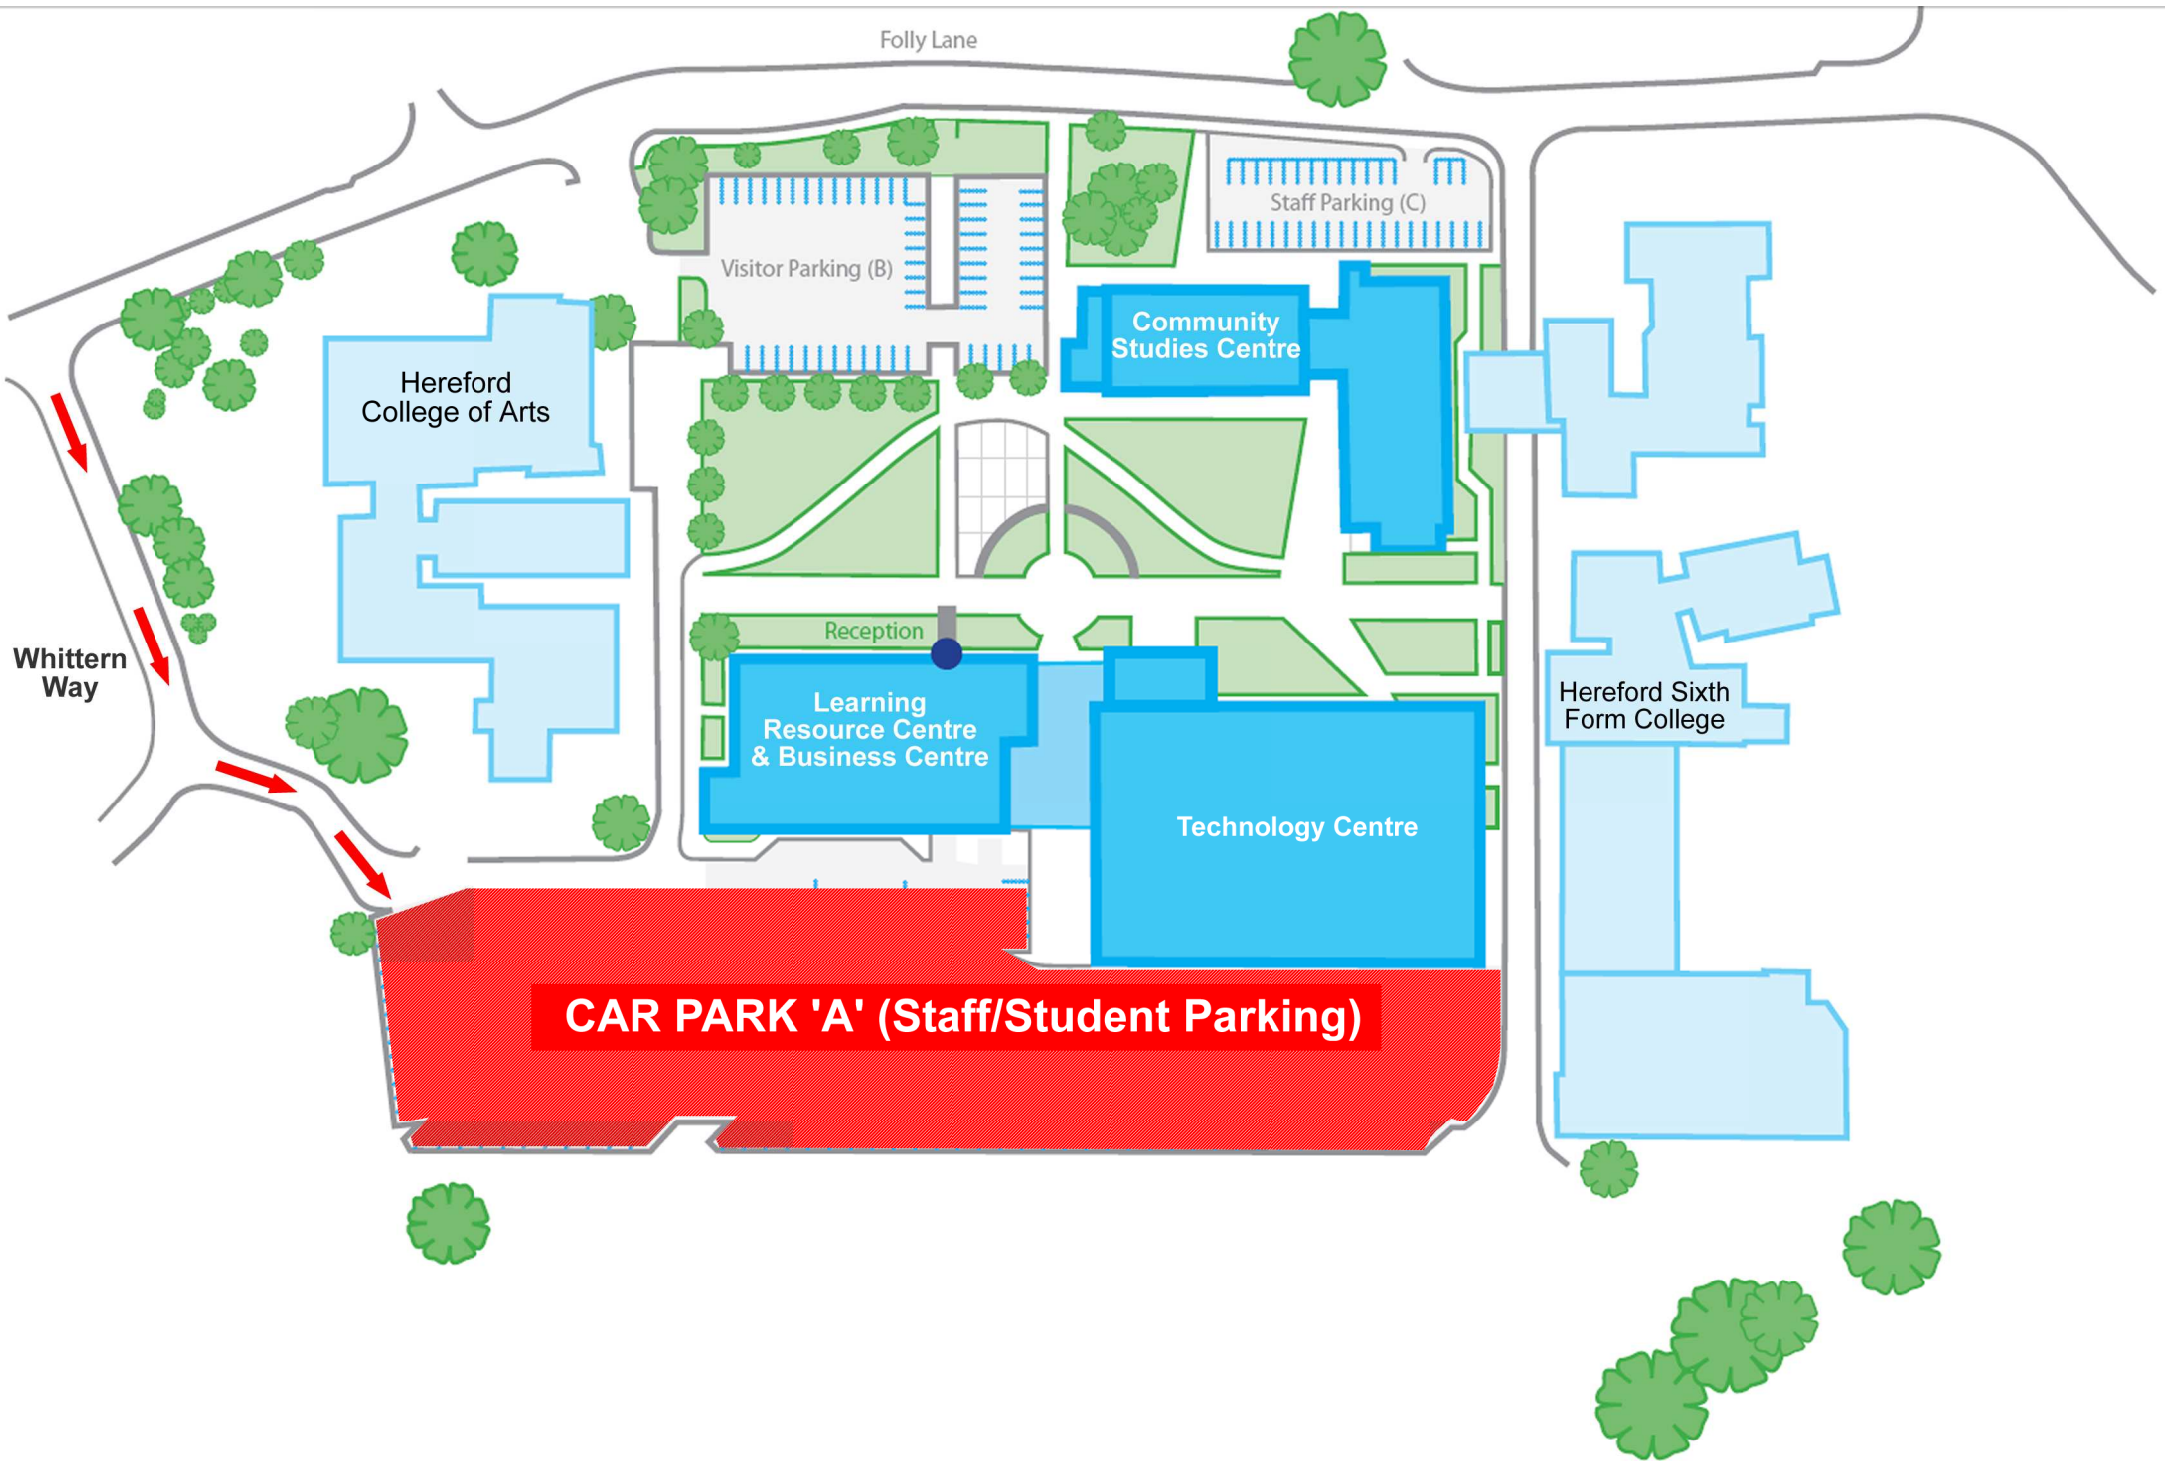 Folly Lane
Staff Parking (C)
Visitor Parking (B)
Community
Studies Centre
Hereford
College of Arts
Reception
Whittern
Way
Learning
Resource Centre
& Business Centre
Hereford Sixth
Form College
Technology Centre
CAR PARK 'A' (Staff/Student Parking)